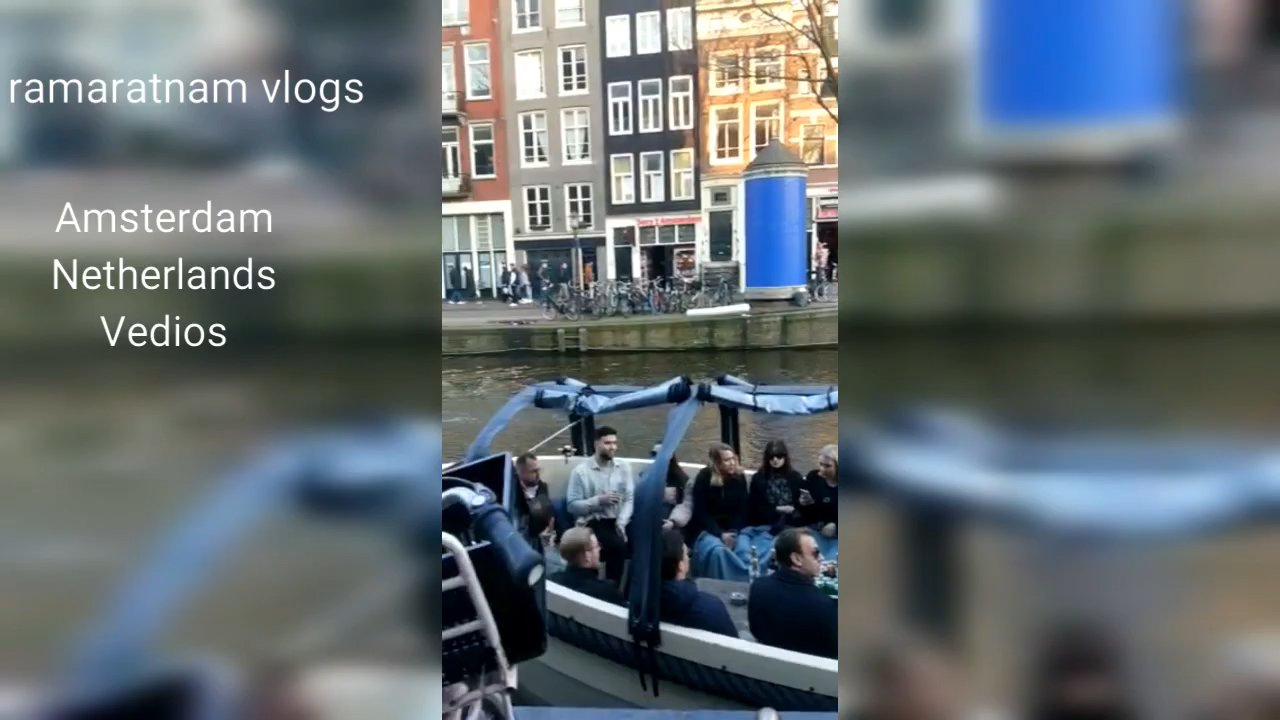 ramaratnam vlogs
Amsterdam
Netherlands
Vedios